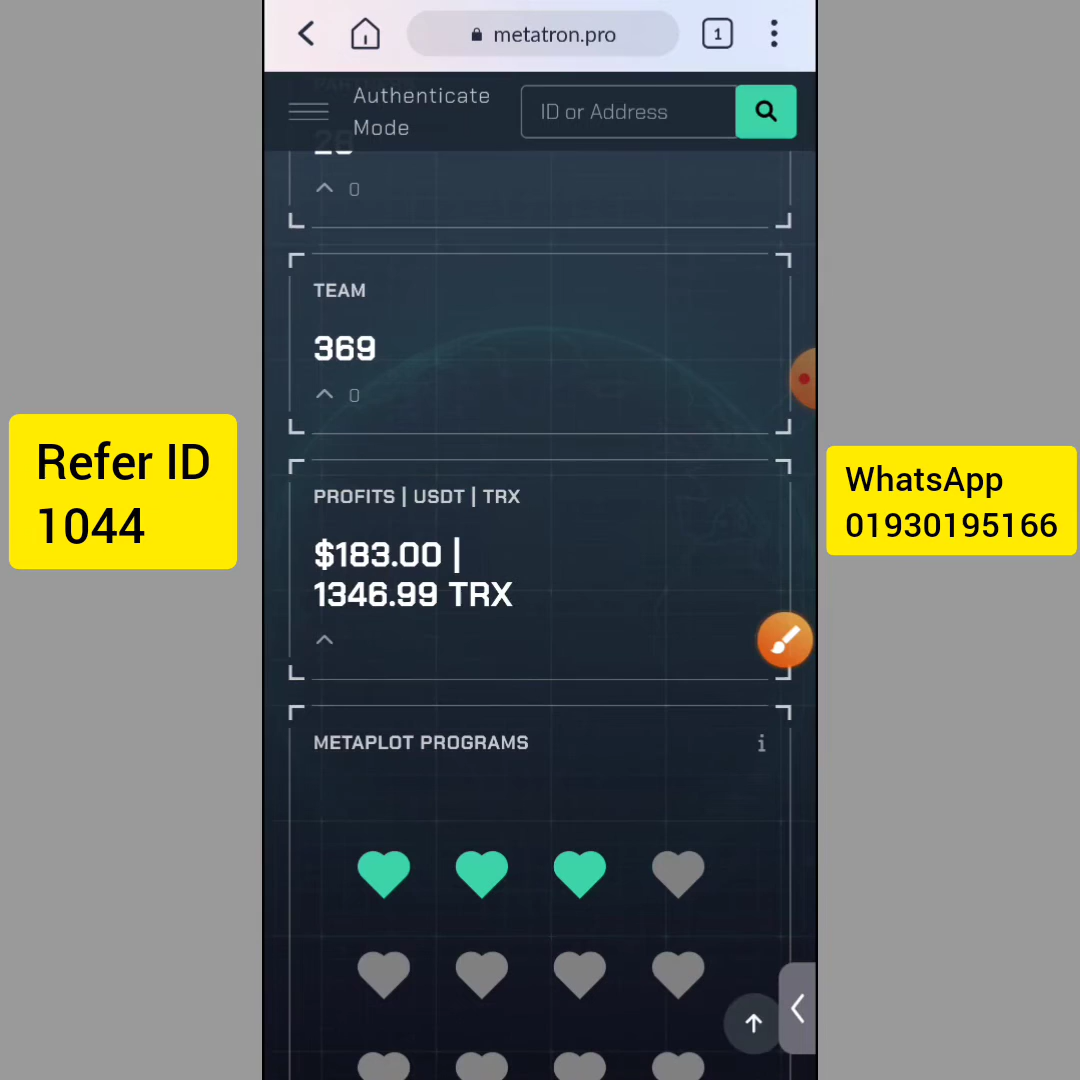 metatron.pro
1
Authenticate
Mode
ID or Address
0
TEAM
369
0
Refer ID
1044
WhatsApp
01930195166
PROFITS | USDT | TRX
$183.00 |
1346.99 TRX
METAPLOT PROGRAMS
i